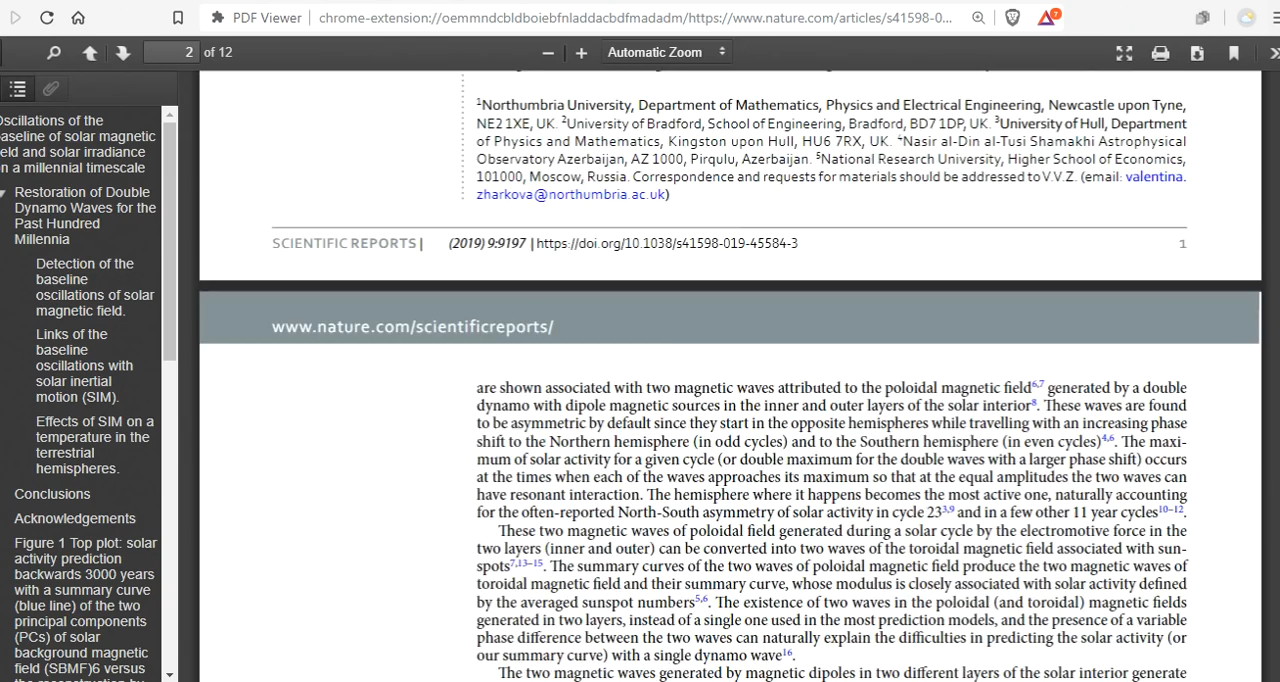 PDF Viewer
chrome-extension://oemmndcbldboiebfnladdacbdfmadadm/https://www.nature.com/articles/s41598-0...
7
2 of 12
Automatic Zoom
Oscillations of the
baseline of solar magnetic
field and solar irradiance
on a millennial timescale
Restoration of Double
Dynamo Waves for the
Past Hundred
Millennia
Detection of the
baseline
oscillations of solar
magnetic field.
Links of the
baseline
oscillations with
solar inertial
motion (SIM).
Effects of SIM on a
temperature in the
terrestrial
hemispheres.
Conclusions
Acknowledgements
Figure 1 Top plot: solar
activity prediction
backwards 3000 years
with a summary curve
(blue line) of the two
principal components
(PCs) of solar
background magnetic
field (SBMF)6 versus
1Northumbria University, Department of Mathematics, Physics and Electrical Engineering, Newcastle upon Tyne,
NE2 1XE, UK. 2University of Bradford, School of Engineering, Bradford, BD7 1DP, UK. 3University of Hull, Department
of Physics and Mathematics, Kingston upon Hull, HU6 7RX, UK. 4Nasir al-Din al-Tusi Shamakhi Astrophysical
Observatory Azerbaijan, AZ 1000, Pirqulu, Azerbaijan. 5National Research University, Higher School of Economics,
101000, Moscow, Russia. Correspondence and requests for materials should be addressed to V.V.Z. (email: valentina.
zharkova@northumbria.ac.uk)
SCIENTIFIC REPORTS | (2019) 9:9197 | https://doi.org/10.1038/s41598-019-45584-3 1
www.nature.com/scientificreports/
are shown associated with two magnetic waves attributed to the poloidal magnetic field6,7 generated by a double
dynamo with dipole magnetic sources in the inner and outer layers of the solar interior8. These waves are found
to be asymmetric by default since they start in the opposite hemispheres while travelling with an increasing phase
shift to the Northern hemisphere (in odd cycles) and to the Southern hemisphere (in even cycles)4,6. The maxi-
mum of solar activity for a given cycle (or double maximum for the double waves with a larger phase shift) occurs
at the times when each of the waves approaches its maximum so that at the equal amplitudes the two waves can
have resonant interaction. The hemisphere where it happens becomes the most active one, naturally accounting
for the often-reported North-South asymmetry of solar activity in cycle 233,9 and in a few other 11 year cycles10–12.
These two magnetic waves of poloidal field generated during a solar cycle by the electromotive force in the
two layers (inner and outer) can be converted into two waves of the toroidal magnetic field associated with sun-
spots7,13–15. The summary curves of the two waves of poloidal magnetic field produce the two magnetic waves of
toroidal magnetic field and their summary curve, whose modulus is closely associated with solar activity defined
by the averaged sunspot numbers5,6. The existence of two waves in the poloidal (and toroidal) magnetic fields
generated in two layers, instead of a single one used in the most prediction models, and the presence of a variable
phase difference between the two waves can naturally explain the difficulties in predicting the solar activity (or
our summary curve) with a single dynamo wave16.
The two magnetic waves generated by magnetic dipoles in two different layers of the solar interior generate